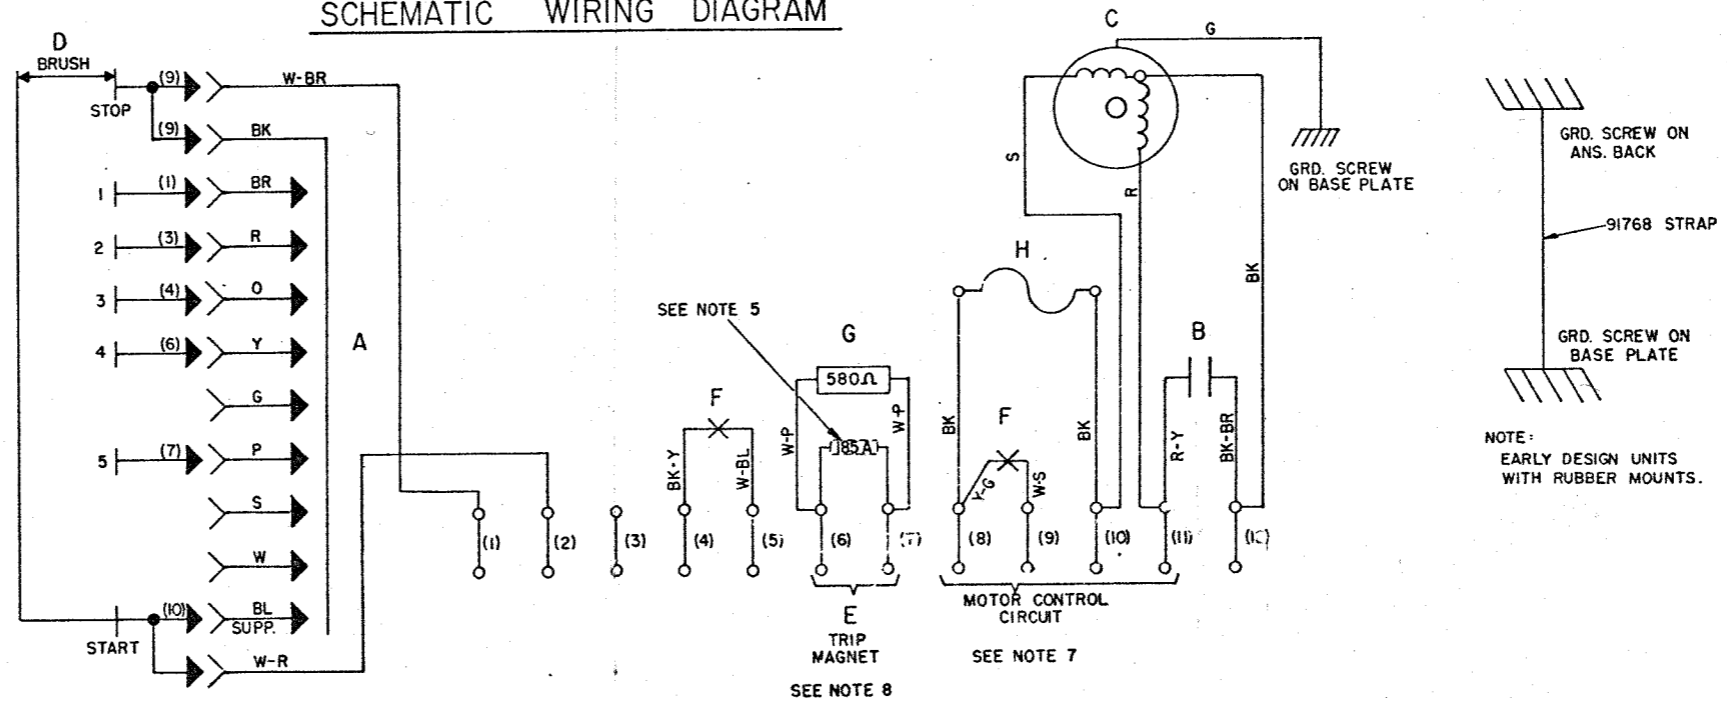 SCHEMATIC WIRING DIAGRAM
D
BRUSH
STOP
(9)
W-BR
(9)
BK
1
(1)
BR
2
(3)
R
3
(4)
O
4
(6)
Y
G
5
(7)
P
S
W
(10)
BL
SUPP.
START
W-R
A
(1)
(2)
(3)
F
BK-Y
W-BL
(4)
(5)
SEE NOTE 5
G
580Ω
W-P
W-P
(6)
(7)
E
TRIP
MAGNET
SEE NOTE 8
H
BK
F
Y-G
W-S
BK
(8)
(9)
(10)
(11)
MOTOR CONTROL
CIRCUIT
SEE NOTE 7
C
G
S
R
BK
GRD. SCREW
ON BASE PLATE
B
R-Y
BK-BR
GRD. SCREW ON
ANS. BACK
91768 STRAP
GRD. SCREW ON
BASE PLATE
NOTE:
EARLY DESIGN UNITS
WITH RUBBER MOUNTS.